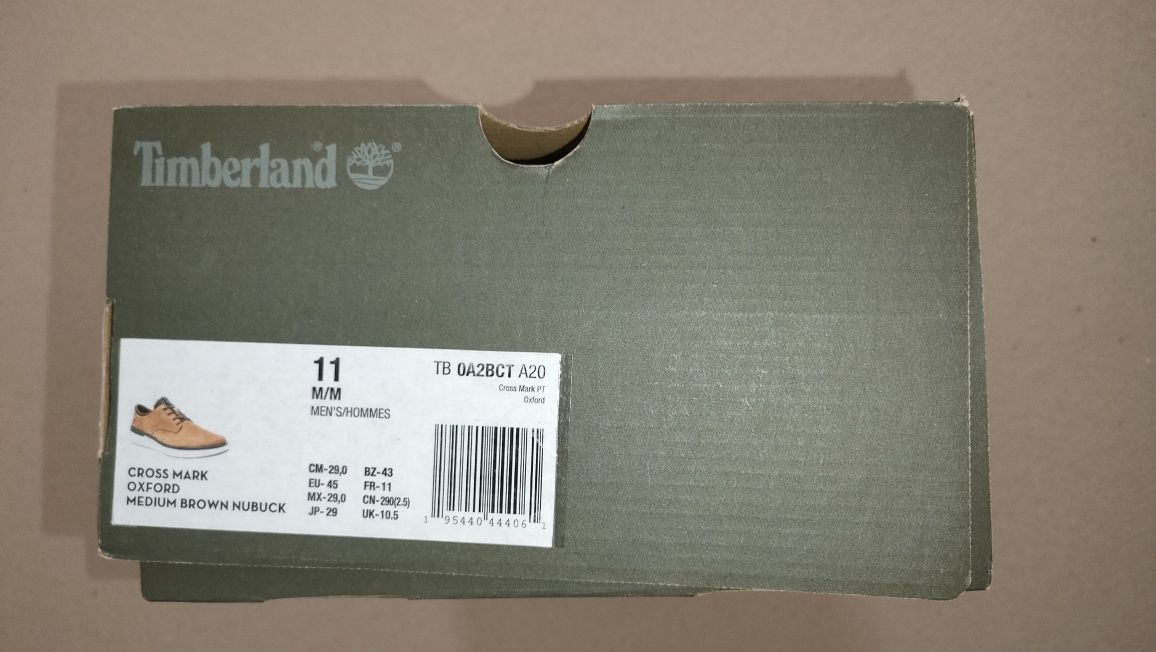 Timberland® ®
11
M/M
MEN'S/HOMMES
TB 0A2BCT A20
Cross Mark PT
Oxford
CROSS MARK
OXFORD
MEDIUM BROWN NUBUCK
CM-29,0 BZ-43
EU- 45 FR-11
MX-29,0 CN-290(2.5)
JP- 29 UK-10.5
1 95440 44406 1